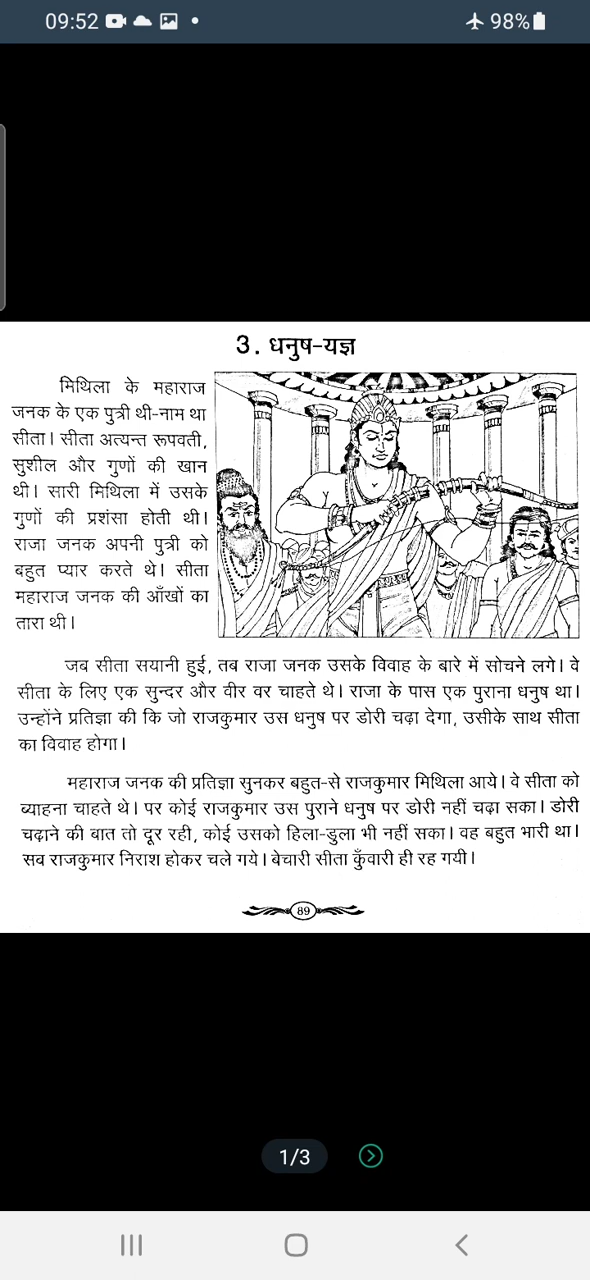 09:52
98%
3. धनुष-यज्ञ
मिथिला के महाराज
जनक के एक पुत्री थी-नाम था
सीता। सीता अत्यन्त रूपवती,
सुशील और गुणों की खान
थी। सारी मिथिला में उसके
गुणों की प्रशंसा होती थी।
राजा जनक अपनी पुत्री को
बहुत प्यार करते थे। सीता
महाराज जनक की आँखों का
तारा थी।
जब सीता सयानी हुई, तब राजा जनक उसके विवाह के बारे में सोचने लगे। वे
सीता के लिए एक सुन्दर और वीर वर चाहते थे। राजा के पास एक पुराना धनुष था।
उन्होंने प्रतिज्ञा की कि जो राजकुमार उस धनुष पर डोरी चढ़ा देगा, उसीके साथ सीता
का विवाह होगा।
महाराज जनक की प्रतिज्ञा सुनकर बहुत-से राजकुमार मिथिला आये। वे सीता को
ब्याहना चाहते थे। पर कोई राजकुमार उस पुराने धनुष पर डोरी नहीं चढ़ा सका। डोरी
चढ़ाने की बात तो दूर रही, कोई उसको हिला-डुला भी नहीं सका। वह बहुत भारी था।
सब राजकुमार निराश होकर चले गये। बेचारी सीता कुँवारी ही रह गयी।
89
1/3